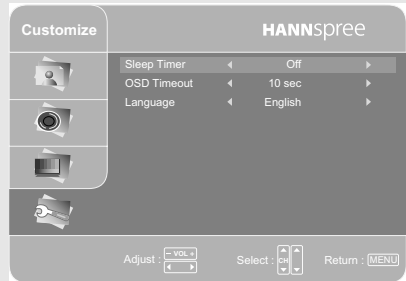 Customize
HANNspree
Sleep Timer Off
OSD Timeout 10 sec
Language English
Adjust : – VOL + Select : CH Return : MENU